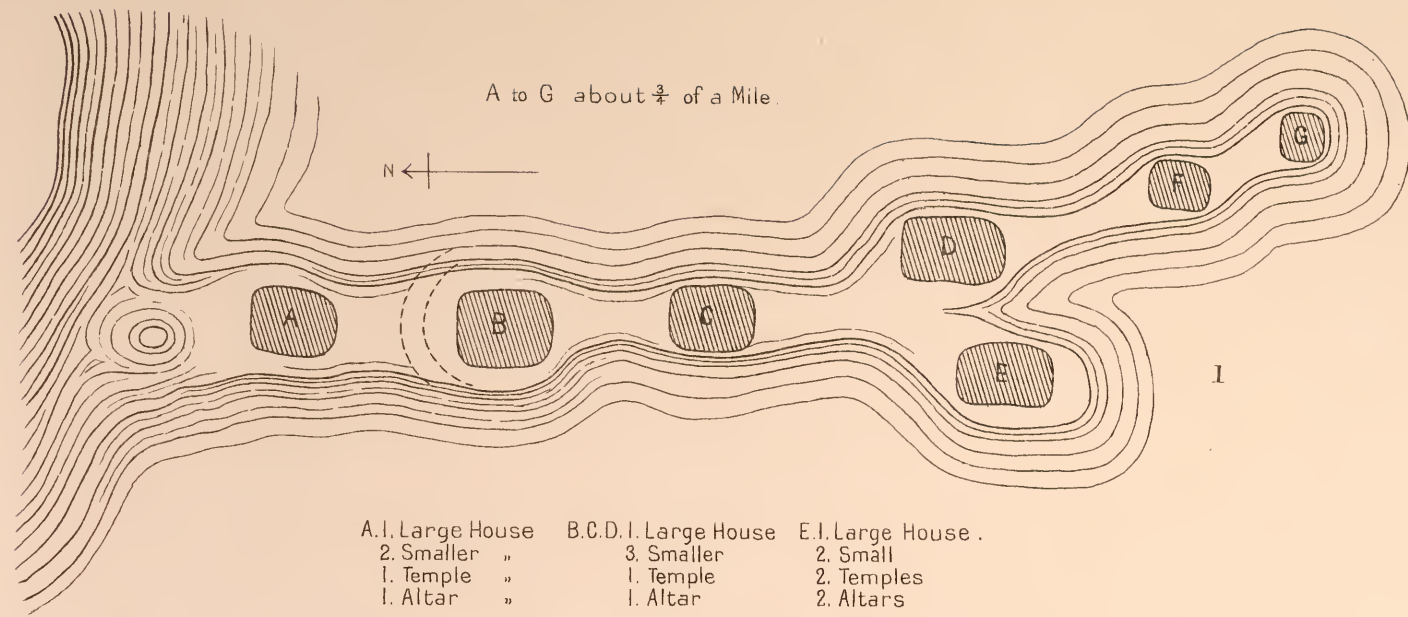 A to G about ¾ of a Mile.
N
G
F
D
A
B
C
E
1
A.1. Large House
2. Smaller „
1. Temple „
1. Altar „
B.C.D. 1. Large House
3. Smaller
1. Temple
1. Altar
E.1. Large House.
2. Small
2. Temples
2. Altars